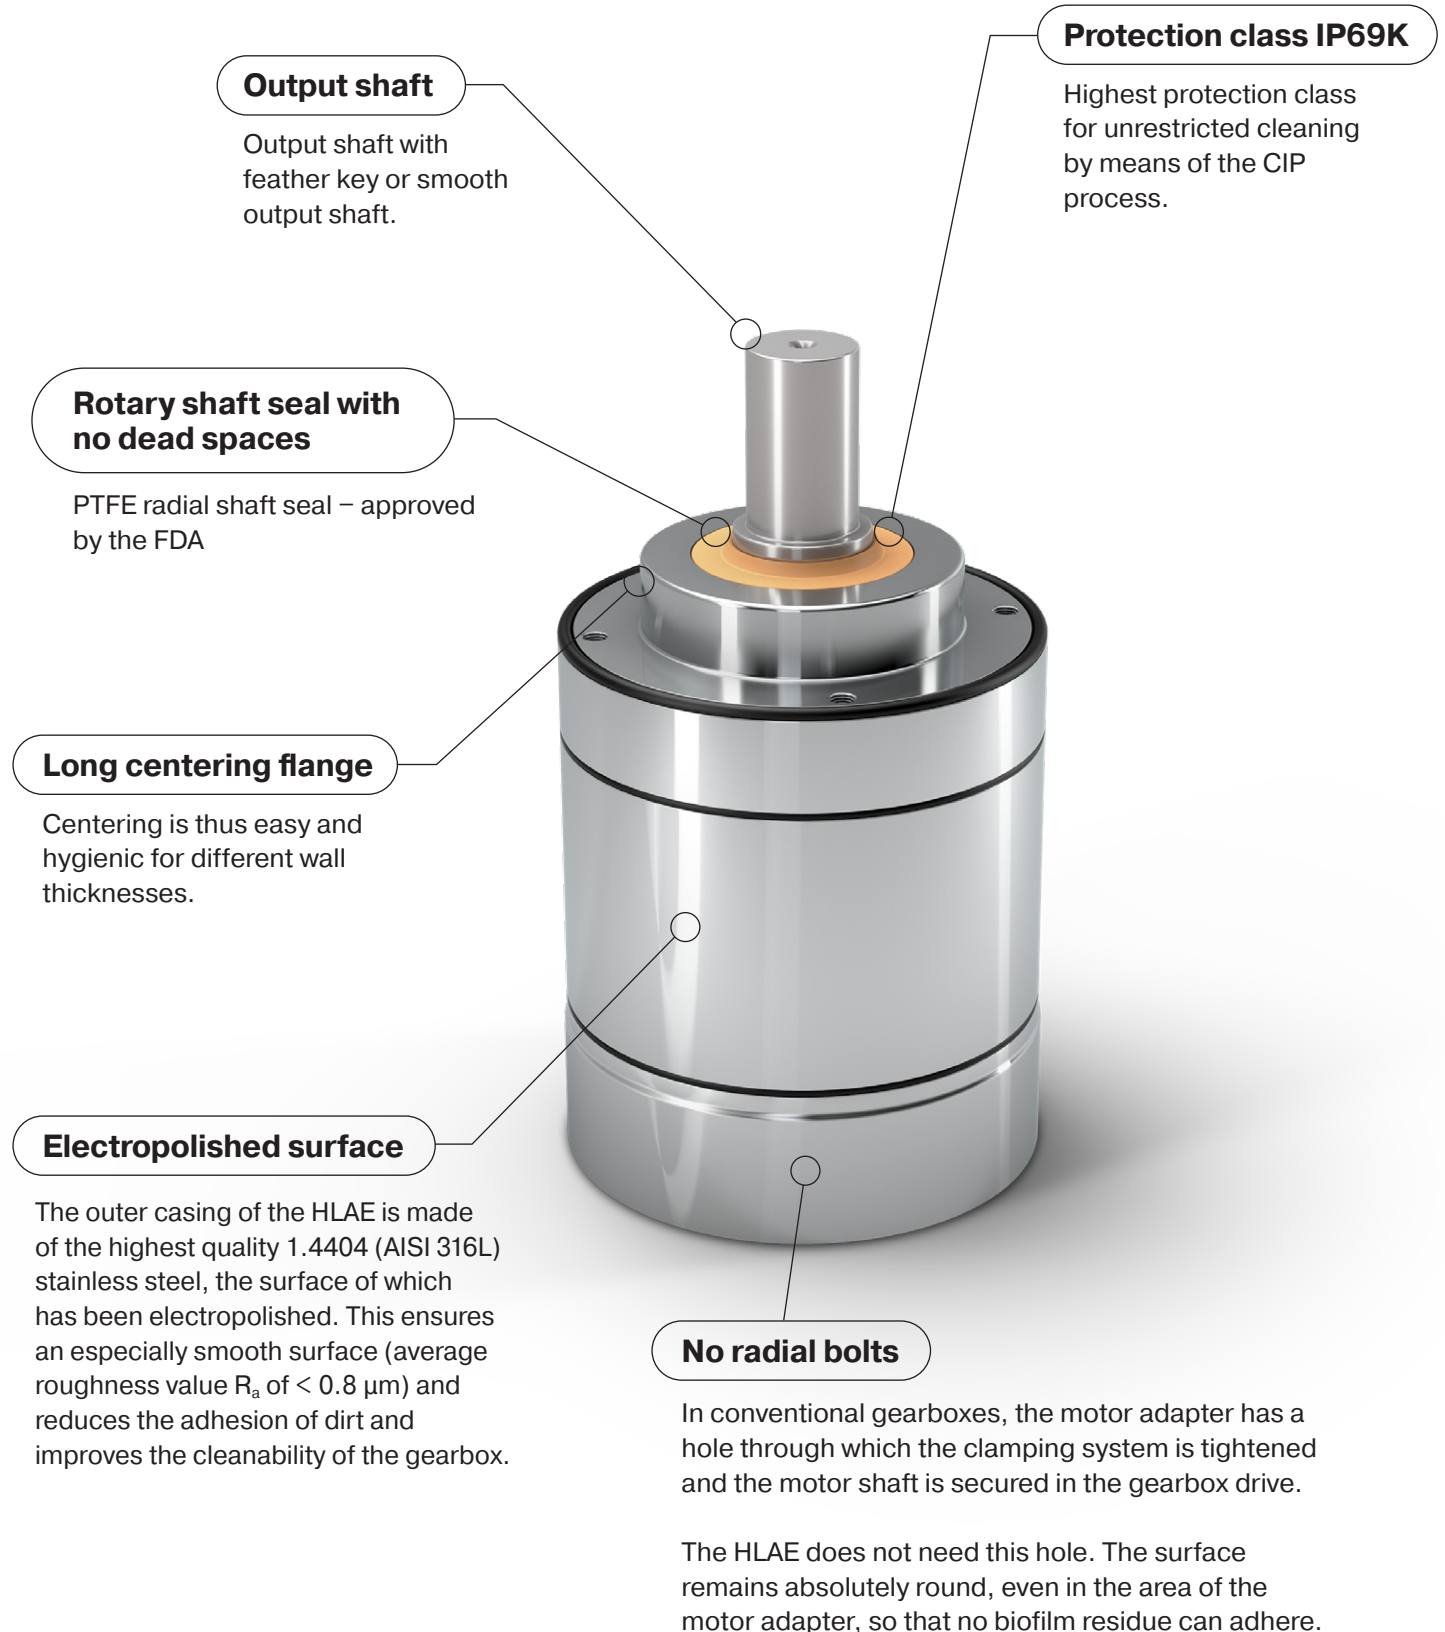 Output shaft
Output shaft with
feather key or smooth
output shaft.
Protection class IP69K
Highest protection class
for unrestricted cleaning
by means of the CIP
process.
Rotary shaft seal with
no dead spaces
PTFE radial shaft seal – approved
by the FDA
Long centering flange
Centering is thus easy and
hygienic for different wall
thicknesses.
Electropolished surface
The outer casing of the HLAE is made
of the highest quality 1.4404 (AISI 316L)
stainless steel, the surface of which
has been electropolished. This ensures
an especially smooth surface (average
roughness value Rₐ of < 0.8 μm) and
reduces the adhesion of dirt and
improves the cleanability of the gearbox.
No radial bolts
In conventional gearboxes, the motor adapter has a
hole through which the clamping system is tightened
and the motor shaft is secured in the gearbox drive.
The HLAE does not need this hole. The surface
remains absolutely round, even in the area of the
motor adapter, so that no biofilm residue can adhere.